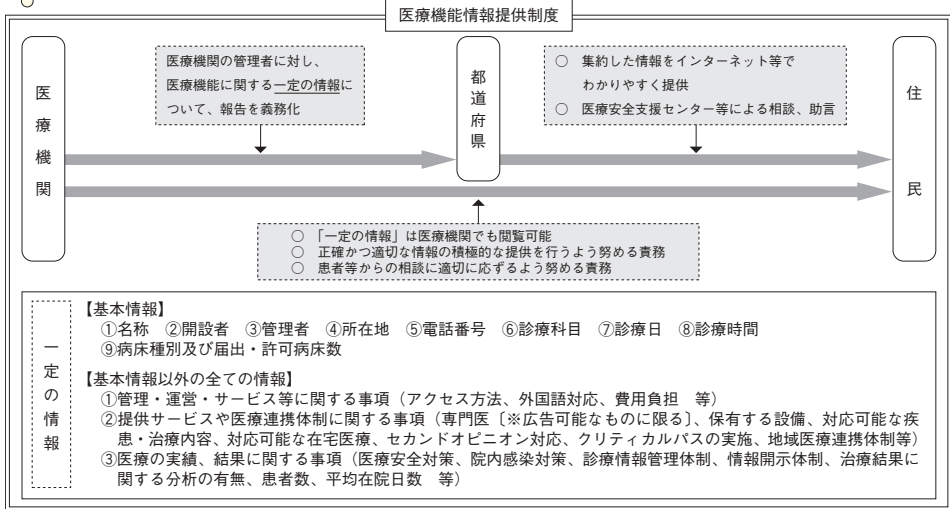 医療機能情報提供制度
医療機関
医療機関の管理者に対し、
医療機能に関する一定の情報に
ついて、報告を義務化
都道府県
○ 集約した情報をインターネット等で
わかりやすく提供
○ 医療安全支援センター等による相談、助言
住民
○ 「一定の情報」は医療機関でも閲覧可能
○ 正確かつ適切な情報の積極的な提供を行うよう努める責務
○ 患者等からの相談に適切に応ずるよう努める責務
一定の情報
【基本情報】
①名称 ②開設者 ③管理者 ④所在地 ⑤電話番号 ⑥診療科目 ⑦診療日 ⑧診療時間
⑨病床種別及び届出・許可病床数
【基本情報以外の全ての情報】
①管理・運営・サービス等に関する事項（アクセス方法、外国語対応、費用負担 等）
②提供サービスや医療連携体制に関する事項（専門医〔※広告可能なものに限る〕、保有する設備、対応可能な疾
患・治療内容、対応可能な在宅医療、セカンドオピニオン対応、クリティカルパスの実施、地域医療連携体制等）
③医療の実績、結果に関する事項（医療安全対策、院内感染対策、診療情報管理体制、情報開示体制、治療結果に
関する分析の有無、患者数、平均在院日数 等）